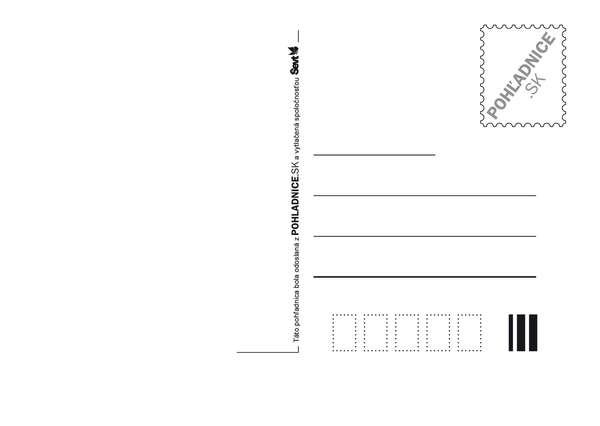 POHĽADNICE
.SK
Táto pohľadnica bola odoslaná z POHLADNICE.SK a vytlačená spoločnosťou Sevt